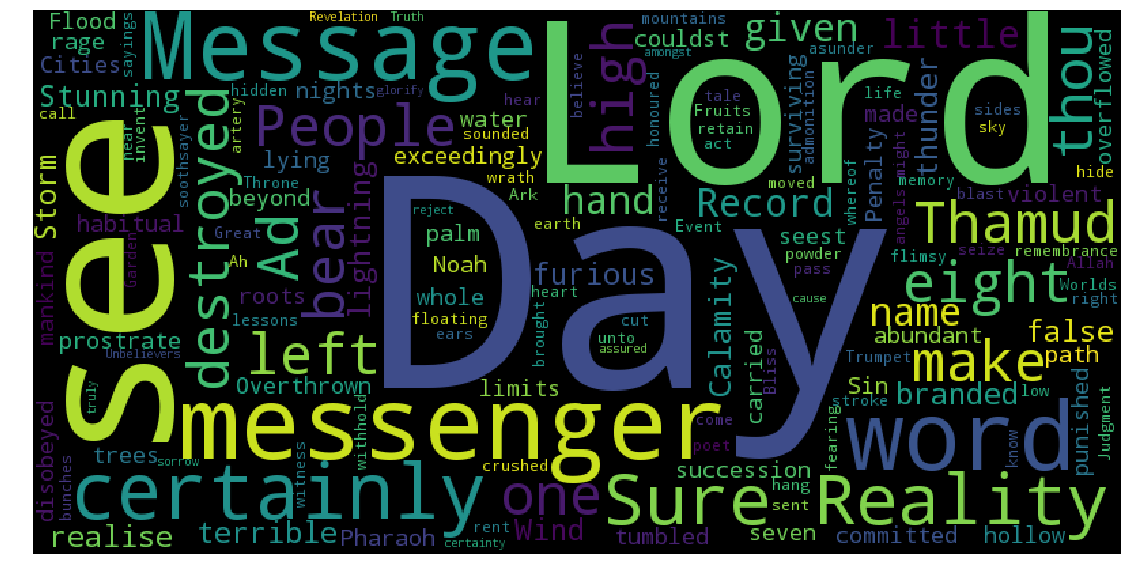 Flood
Revelation
Truth
mountains
couldst
given
asunder
little
rage
Message
sayings
Lord
high
amongst
thou
Cities
hidden
nights
glorify
believe
hear
tale
Fruits
honoured
retain
act
surviving
admonition
life
made
thunder
sides
sky
overflowed
Stunning
call
near
invent
artery
People
water
sounded
see
destroyed
soothsayer
lying
exceedingly
wrath
Throne
beyond
Ark
hand
receive
moved
Record
Penalty
whereof
memory
angels
might
blast
violent
hide
Storm
habitual
Garden
Great
Ad
bear
lightning
reject
palm
earth
Day
Event
seest
powder
pass
Thamud
flimsy
seize
remembrance
Allah
mankind
Ah
Noah
furious
eight
Worlds
right
roots
whole
heart
Calamity
cause
name
lessons
floating
ears
brought
cut
unto
assured
abundant
false
path
prostrate
Unbelievers
left
Trumpet
make
truly
Overthrown
limits
carried
Bliss
Sin
stroke
branded
low
messenger
come
poet
fearing
word
know
punished
Judgment
disobeyed
bunches
trees
sorrow
witness
withhold
crushed
succession
hang
certainly
one
Sure
sent
Reality
realise
terrible
Pharaoh
rent
certainty
Wind
tumbled
seven
committed
hollow